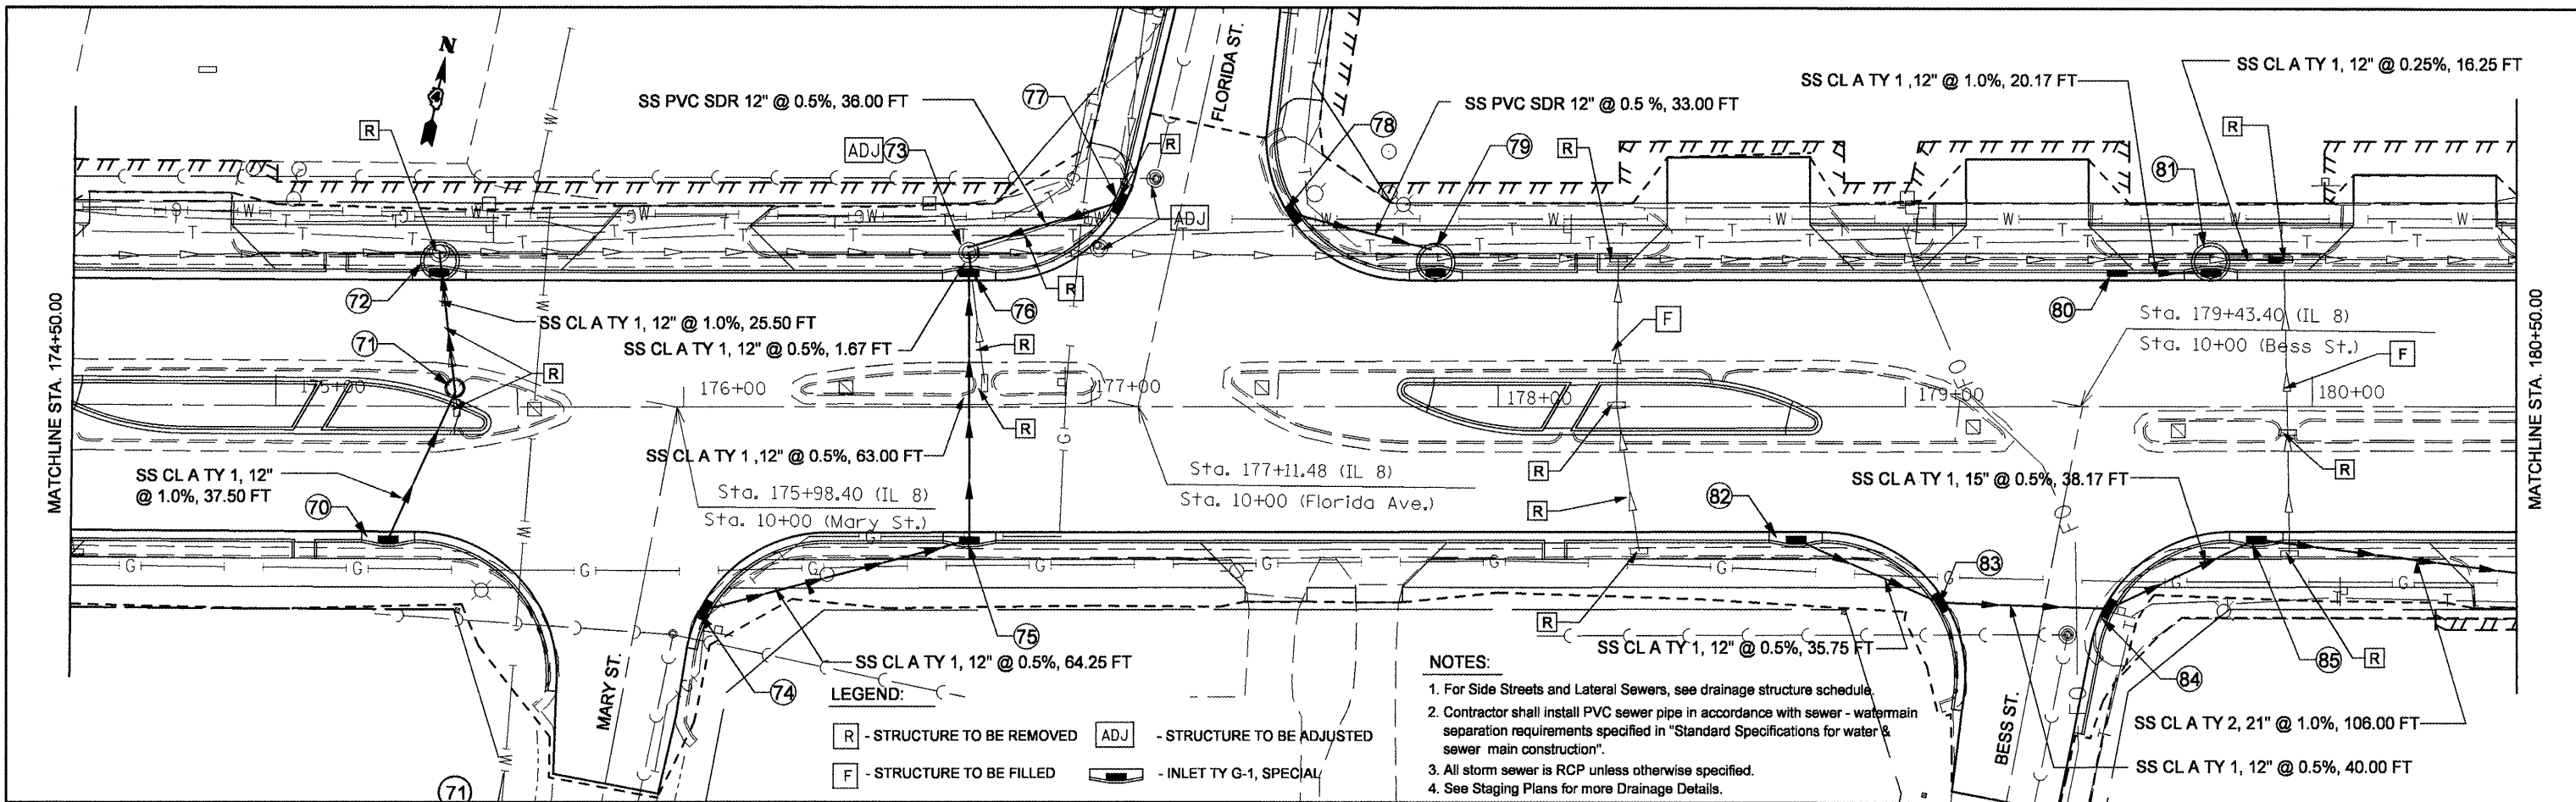 N
FLORIDA ST.
SS PVC SDR 12" @ 0.5%, 36.00 FT
77
SS PVC SDR 12" @ 0.5 %, 33.00 FT
SS CL A TY 1 ,12" @ 1.0%, 20.17 FT
SS CL A TY 1, 12" @ 0.25%, 16.25 FT
R
ADJ
73
R
78
79
R
81
R
ADJ
72
76
R
80
MATCHLINE STA. 174+50.00
MATCHLINE STA. 180+50.00
SS CL A TY 1, 12" @ 1.0%, 25.50 FT
SS CL A TY 1, 12" @ 0.5%, 1.67 FT
71
R
R
F
Sta. 179+43.40 (IL 8)
Sta. 10+00 (Bess St.)
F
175+00
176+00
177+00
178+00
179+00
180+00
R
R
R
SS CL A TY 1 ,12" @ 0.5%, 63.00 FT
SS CL A TY 1, 12"
@ 1.0%, 37.50 FT
70
Sta. 175+98.40 (IL 8)
Sta. 10+00 (Mary St.)
Sta. 177+11.48 (IL 8)
Sta. 10+00 (Florida Ave.)
R
82
SS CL A TY 1, 15" @ 0.5%, 38.17 FT
83
MARY ST.
74
75
SS CL A TY 1, 12" @ 0.5%, 64.25 FT
R
SS CL A TY 1, 12" @ 0.5%, 35.75 FT
BESS ST.
84
85
R
SS CL A TY 2, 21" @ 1.0%, 106.00 FT
SS CL A TY 1, 12" @ 0.5%, 40.00 FT
71
LEGEND:
R - STRUCTURE TO BE REMOVED
ADJ - STRUCTURE TO BE ADJUSTED
F - STRUCTURE TO BE FILLED
- INLET TY G-1, SPECIAL
NOTES:
1. For Side Streets and Lateral Sewers, see drainage structure schedule.
2. Contractor shall install PVC sewer pipe in accordance with sewer - watermain
separation requirements specified in "Standard Specifications for water &
sewer main construction".
3. All storm sewer is RCP unless otherwise specified.
4. See Staging Plans for more Drainage Details.